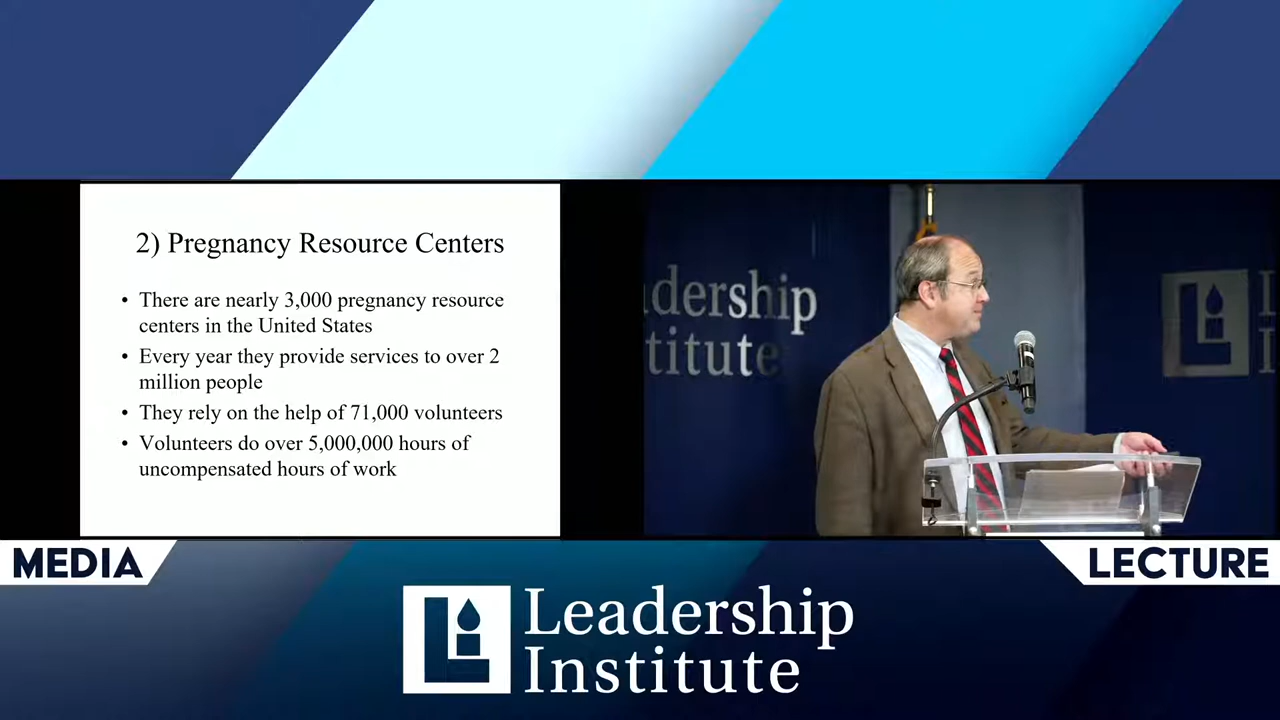 2) Pregnancy Resource Centers
• There are nearly 3,000 pregnancy resource
centers in the United States
• Every year they provide services to over 2
million people
• They rely on the help of 71,000 volunteers
• Volunteers do over 5,000,000 hours of
uncompensated hours of work
dership
titute
L
MEDIA
LECTURE
Leadership
Institute